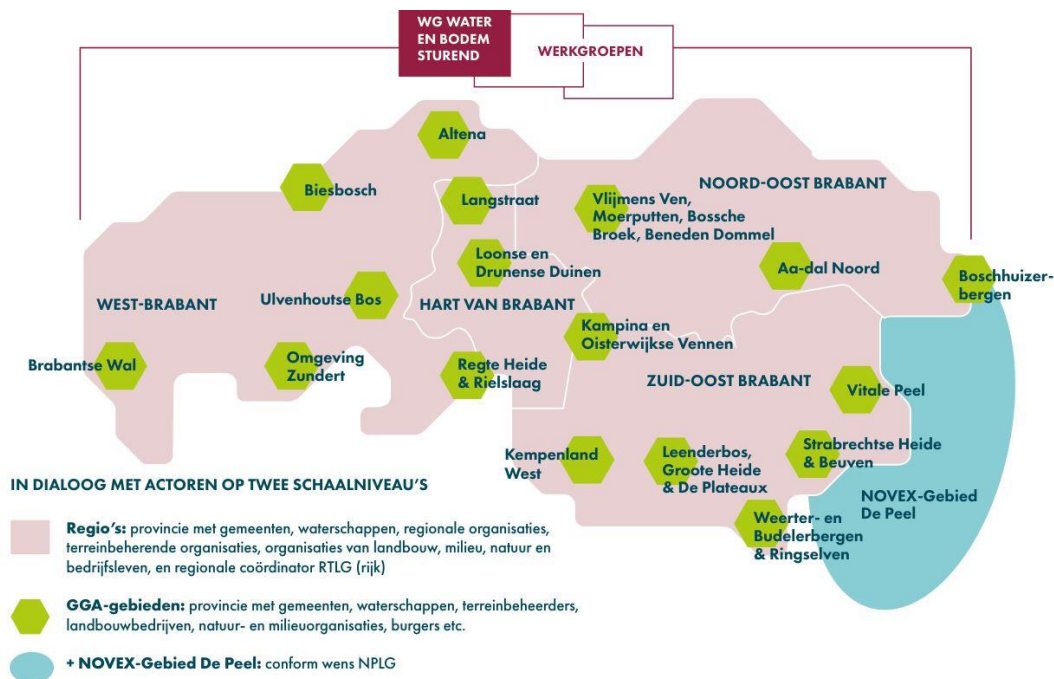 WG WATER
EN BODEM
STUREND
WERKGROEPEN
Altena
Biesbosch
Langstraat
NOORD-OOST BRABANT
Vlijmens Ven,
Moerputten, Bossche
Broek, Beneden Dommel
Loonse en
Drunense Duinen
Aa-dal Noord
Boschhuizer-
bergen
WEST-BRABANT
Ulvenhoutse Bos
HART VAN BRABANT
Kampina en
Oisterwijkse Vennen
Brabantse Wal
Omgeving
Zundert
Regte Heide
& Rielslaag
ZUID-OOST BRABANT
Vitale Peel
Kempenland
West
Leenderbos,
Groote Heide
& De Plateaux
Strabrechtse Heide
& Beuven
NOVEX-Gebied
De Peel
Weerter- en
Budelerbergen
& Ringselven
IN DIALOOG MET ACTOREN OP TWEE SCHAALNIVEAU'S
Regio's: provincie met gemeenten, waterschappen, regionale organisaties,
terreinbeherende organisaties, organisaties van landbouw, milieu, natuur en
bedrijfsleven, en regionale coördinator RTLG (rijk)
GGA-gebieden: provincie met gemeenten, waterschappen, terreinbeheerders,
landbouwbedrijven, natuur- en milieuorganisaties, burgers etc.
+ NOVEX-Gebied De Peel: conform wens NPLG